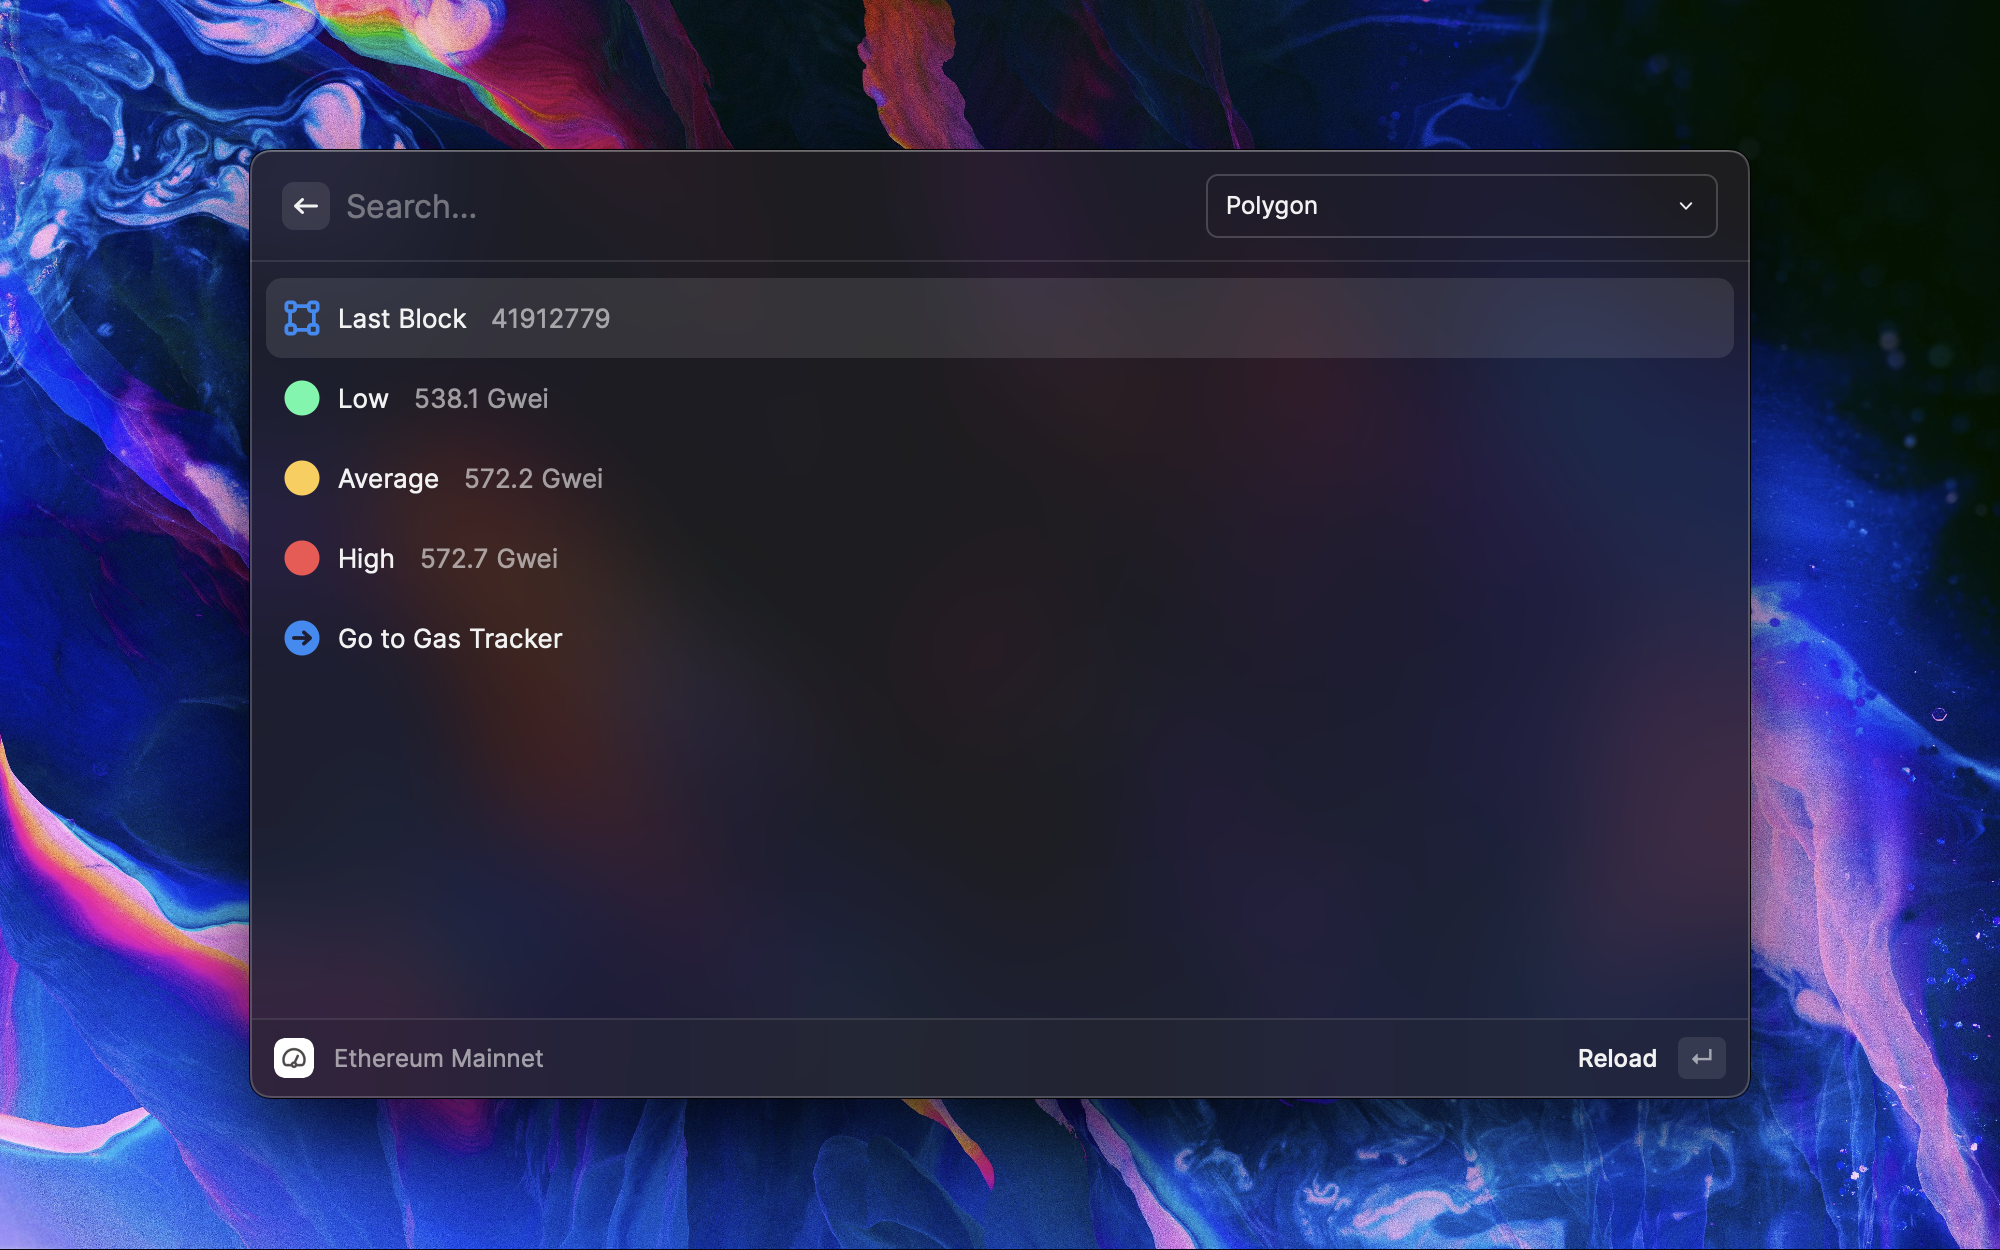 Search...
Polygon
Last Block 41912779
Low 538.1 Gwei
Average 572.2 Gwei
High 572.7 Gwei
Go to Gas Tracker
Ethereum Mainnet
Reload